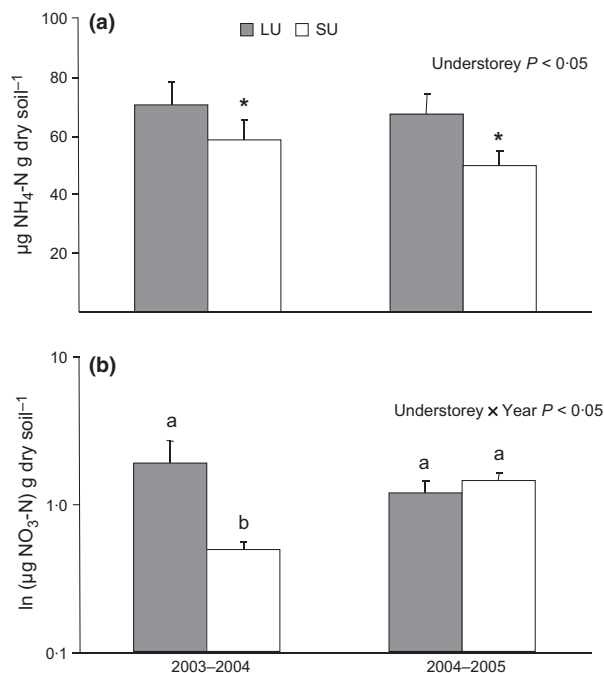 (a)
LU SU
Understorey P < 0·05
µg NH₄-N g dry soil⁻¹
100
80
60
40
20
*
*
(b)
Understorey × Year P < 0·05
ln (µg NO₃-N) g dry soil⁻¹
10
1·0
0·1
a
b
a
a
2003–2004
2004–2005